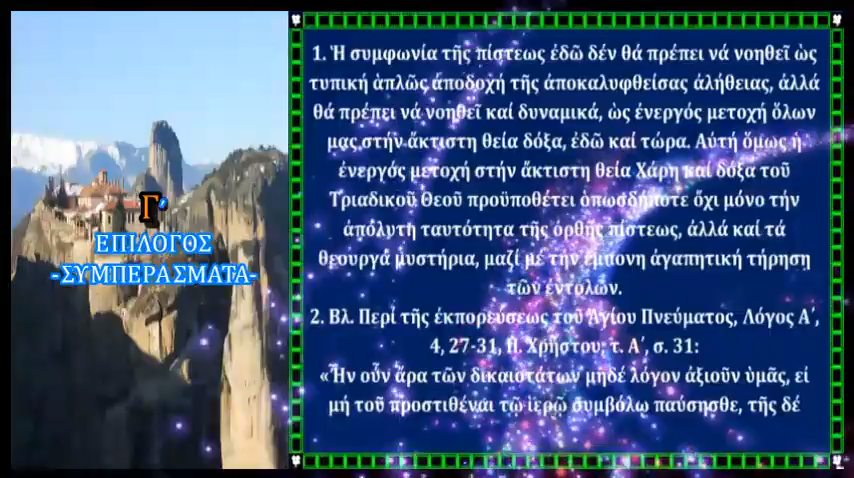 Γ′
ΕΠΙΛΟΓΟΣ
-ΣΥΜΠΕΡΑΣΜΑΤΑ-
1. Ἡ συμφωνία τῆς πίστεως ἐδῶ δέν θά πρέπει νά νοηθεῖ ὡς
τυπική ἁπλῶς ἀποδοχή τῆς ἀποκαλυφθείσας ἀλήθειας, ἀλλά
θά πρέπει νά νοηθεῖ καί δυναμικά, ὡς ἐνεργός μετοχή ὅλων
μας στήν ἄκτιστη θεία δόξα, ἐδῶ καί τώρα. Αὐτή ὅμως ἡ
ἐνεργός μετοχή στήν ἄκτιστη θεία Χάρη καί δόξα τοῦ
Τριαδικοῦ Θεοῦ προϋποθέτει ὁπωσδήποτε ὄχι μόνο τήν
ἀπόλυτη ταυτότητα τῆς ὀρθῆς πίστεως, ἀλλά καί τά
θεουργά μυστήρια, μαζί μέ τήν ἔμπονη ἀγαπητική τήρηση
τῶν ἐντολῶν.
2. Βλ. Περί τῆς ἐκπορεύσεως τοῦ Ἁγίου Πνεύματος, Λόγος Α΄,
4, 27-31, Π. Χρήστου, τ. Α΄, σ. 31:
«Ἦν οὖν ἄρα τῶν δικαιοτάτων μηδέ λόγον ἀξιοῦν ὑμᾶς, εἰ
μή τοῦ προστιθέναι τῷ ἱερῷ συμβόλῳ παύσησθε, τῆς δέ